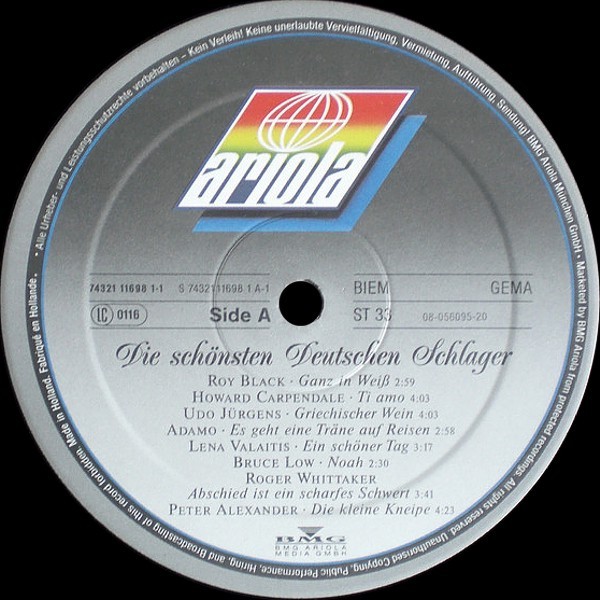 • Alle Urheber- und Leistungsschutzrechte vorbehalten – Kein Verleih! Keine unerlaubte Vervielfältigung, Vermietung, Aufführung, Sendung! BMG Ariola München GmbH • Marketed by BMG Ariola from protected recordings. All rights reserved. Unauthorised Copying, Public Performance, Hiring, and Broadcasting of this record forbidden. Made in Holland. Fabriqué en Hollande.
ariola
74321 11698 1-1 S 74321 11698 1 A-1 BIEM GEMA
LC 0116 Side A ST 33 08-056095-20
Die schönsten Deutschen Schlager
ROY BLACK · Ganz in Weiß 2:59
HOWARD CARPENDALE · Ti amo 4:03
UDO JÜRGENS · Griechischer Wein 4:03
ADAMO · Es geht eine Träne auf Reisen 2:58
LENA VALAITIS · Ein schöner Tag 3:17
BRUCE LOW · Noah 2:30
ROGER WHITTAKER
Abschied ist ein scharfes Schwert 3:41
PETER ALEXANDER · Die kleine Kneipe 4:23
BMG
BMG ARIOLA
MEDIA GMBH